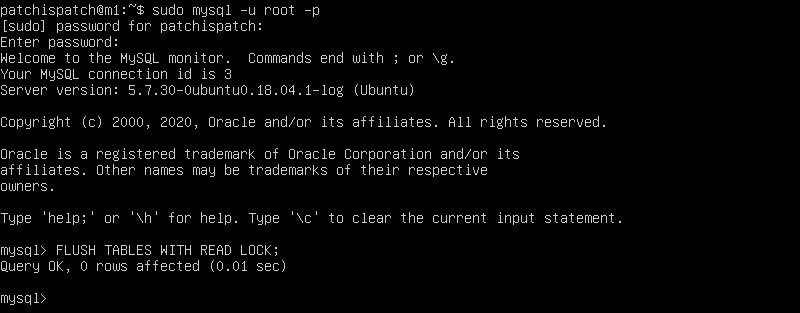 patchispatch@m1:~$ sudo mysql -u root -p
[sudo] password for patchispatch:
Enter password:
Welcome to the MySQL monitor.  Commands end with ; or \g.
Your MySQL connection id is 3
Server version: 5.7.30-0ubuntu0.18.04.1-log (Ubuntu)
Copyright (c) 2000, 2020, Oracle and/or its affiliates. All rights reserved.
Oracle is a registered trademark of Oracle Corporation and/or its
affiliates. Other names may be trademarks of their respective
owners.
Type 'help;' or '\h' for help. Type '\c' to clear the current input statement.
mysql> FLUSH TABLES WITH READ LOCK;
Query OK, 0 rows affected (0.01 sec)
mysql>